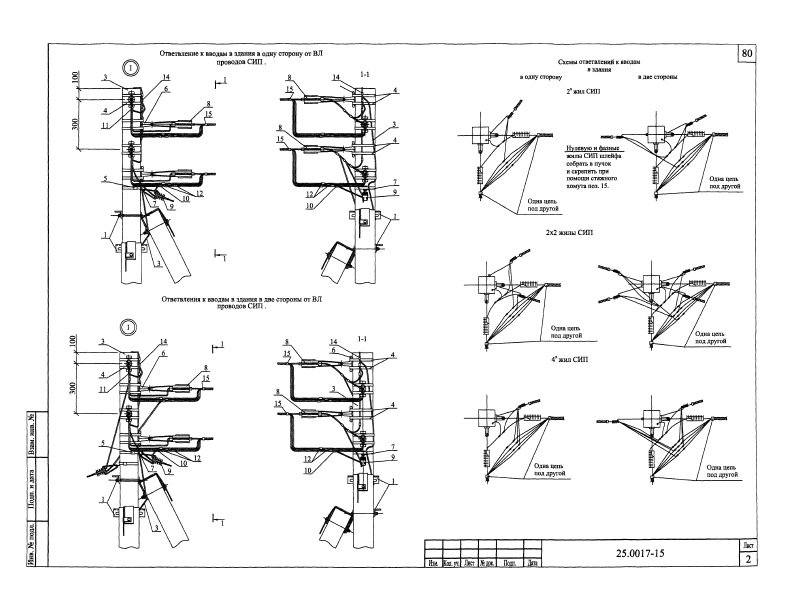 80
Ответвление к вводам в здания в одну сторону от ВЛ
проводов СИП .
1
3
14
6
8
15
1
100
4
11
300
5
7
9
10
12
1
3
1
1-1
8
14
15
4
8
3
15
4
12
10
7
9
1
Ответвления к вводам в здания в две стороны от ВЛ
проводов СИП .
1
3
14
6
8
15
1
100
4
11
300
5
7
9
10
12
1
3
1
1-1
8
14
6
15
4
8
3
15
4
12
10
7
9
1
Схемы ответвлений к вводам
в здания
в одну сторону
в две стороны
2х жил СИП
Нулевую и фазные
жилы СИП шлейфа
собрать в пучок
и скрепить при
помощи стяжного
хомута поз. 15.
Одна цепь
под другой
Одна цепь
под другой
2х2 жилы СИП
Одна цепь
под другой
Одна цепь
под другой
4х жил СИП
Одна цепь
под другой
Одна цепь
под другой
Взам. инв. №
Подп. и дата
Инв. № подл.
Изм. Кол. уч. Лист № док. Подп. Дата
25.0017-15
Лист
2